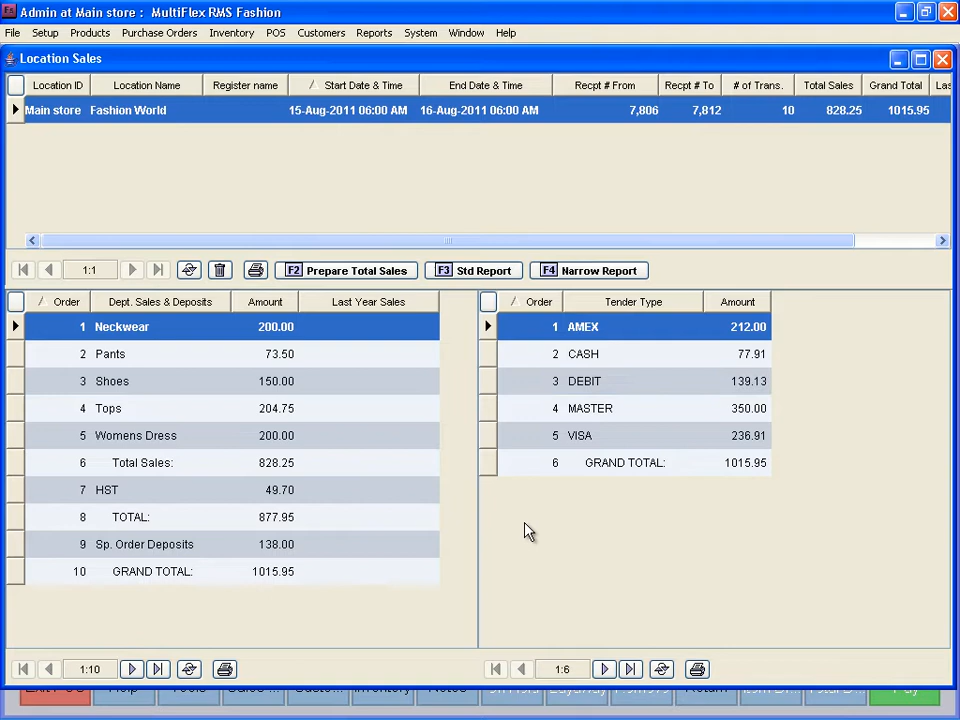 Admin at Main store : MultiFlex RMS Fashion
File Setup Products Purchase Orders Inventory POS Customers Reports System Window Help
Location Sales
Location ID Location Name Register name Start Date & Time End Date & Time Recpt # From Recpt # To # of Trans. Total Sales Grand Total Las
Main store Fashion World 15-Aug-2011 06:00 AM 16-Aug-2011 06:00 AM 7,806 7,812 10 828.25 1015.95
1:1 F2 Prepare Total Sales F3 Std Report F4 Narrow Report
Order Dept. Sales & Deposits Amount Last Year Sales
1 Neckwear 200.00
2 Pants 73.50
3 Shoes 150.00
4 Tops 204.75
5 Womens Dress 200.00
6 Total Sales: 828.25
7 HST 49.70
8 TOTAL: 877.95
9 Sp. Order Deposits 138.00
10 GRAND TOTAL: 1015.95
Order Tender Type Amount
1 AMEX 212.00
2 CASH 77.91
3 DEBIT 139.13
4 MASTER 350.00
5 VISA 236.91
6 GRAND TOTAL: 1015.95
1:10
1:6